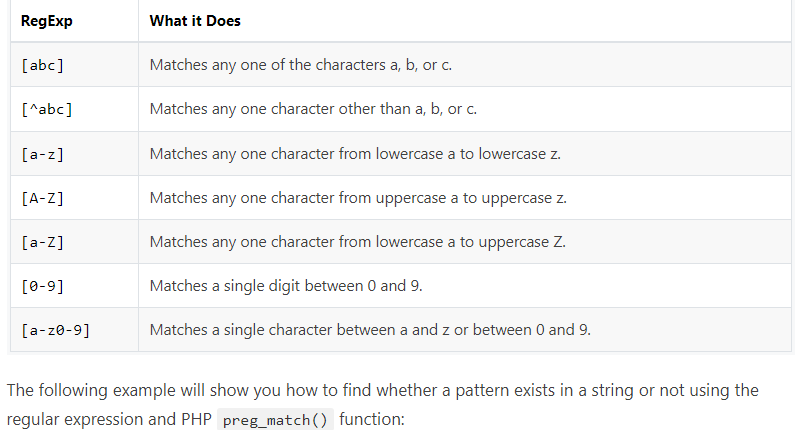 RegExp What it Does
[abc] Matches any one of the characters a, b, or c.
[^abc] Matches any one character other than a, b, or c.
[a-z] Matches any one character from lowercase a to lowercase z.
[A-Z] Matches any one character from uppercase a to uppercase z.
[a-Z] Matches any one character from lowercase a to uppercase Z.
[0-9] Matches a single digit between 0 and 9.
[a-z0-9] Matches a single character between a and z or between 0 and 9.
The following example will show you how to find whether a pattern exists in a string or not using the
regular expression and PHP preg_match() function: